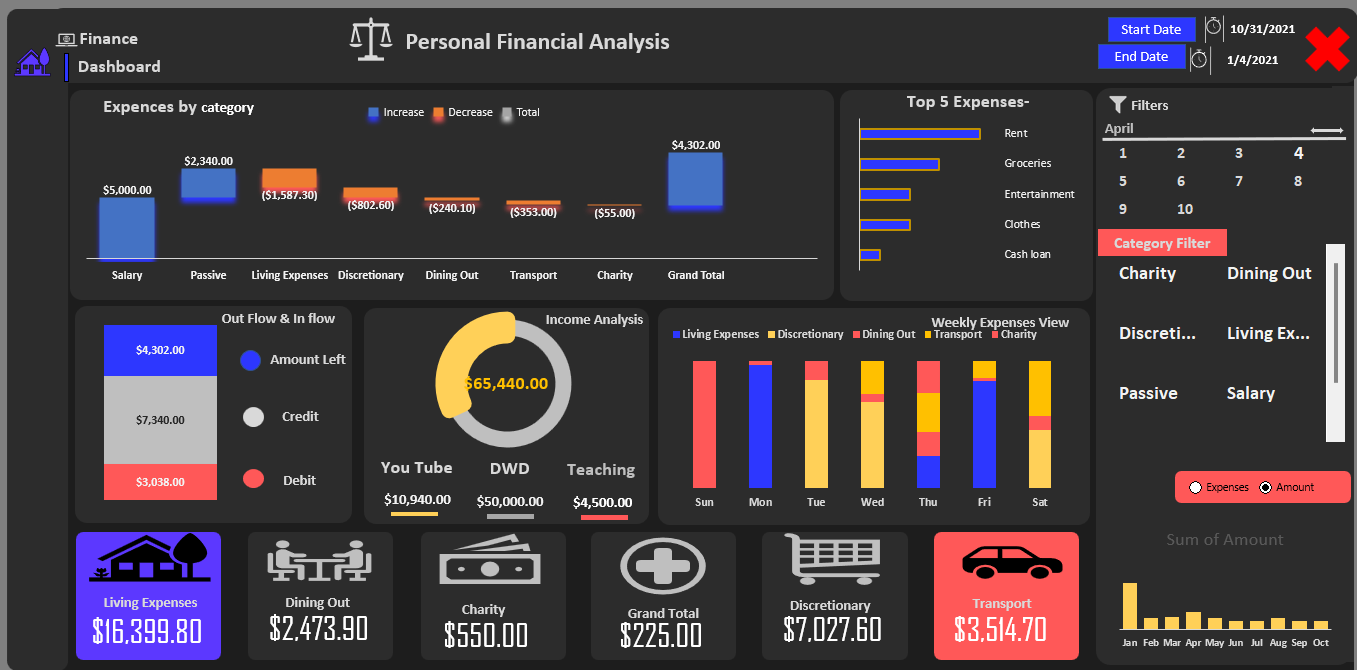 Finance
Dashboard
Personal Financial Analysis
Start Date
10/31/2021
End Date
1/4/2021
Expences by category
Increase
Decrease
Total
$5,000.00
$2,340.00
($1,587.30)
($802.60)
($240.10)
($353.00)
($55.00)
$4,302.00
Salary
Passive
Living Expenses
Discretionary
Dining Out
Transport
Charity
Grand Total
Top 5 Expenses-
Rent
Groceries
Entertainment
Clothes
Cash loan
Filters
April
1 2 3 4
5 6 7 8
9 10
Category Filter
Charity Dining Out
Discreti... Living Ex...
Passive Salary
Expenses
Amount
Sum of Amount
Jan Feb Mar Apr May Jun Jul Aug Sep Oct
Out Flow & In flow
$4,302.00
$7,340.00
$3,038.00
Amount Left
Credit
Debit
Income Analysis
$65,440.00
You Tube
$10,940.00
DWD
$50,000.00
Teaching
$4,500.00
Weekly Expenses View
Living Expenses
Discretionary
Dining Out
Transport
Charity
Sun Mon Tue Wed Thu Fri Sat
Living Expenses
$16,399.80
Dining Out
$2,473.90
Charity
$550.00
Grand Total
$225.00
Discretionary
$7,027.60
Transport
$3,514.70